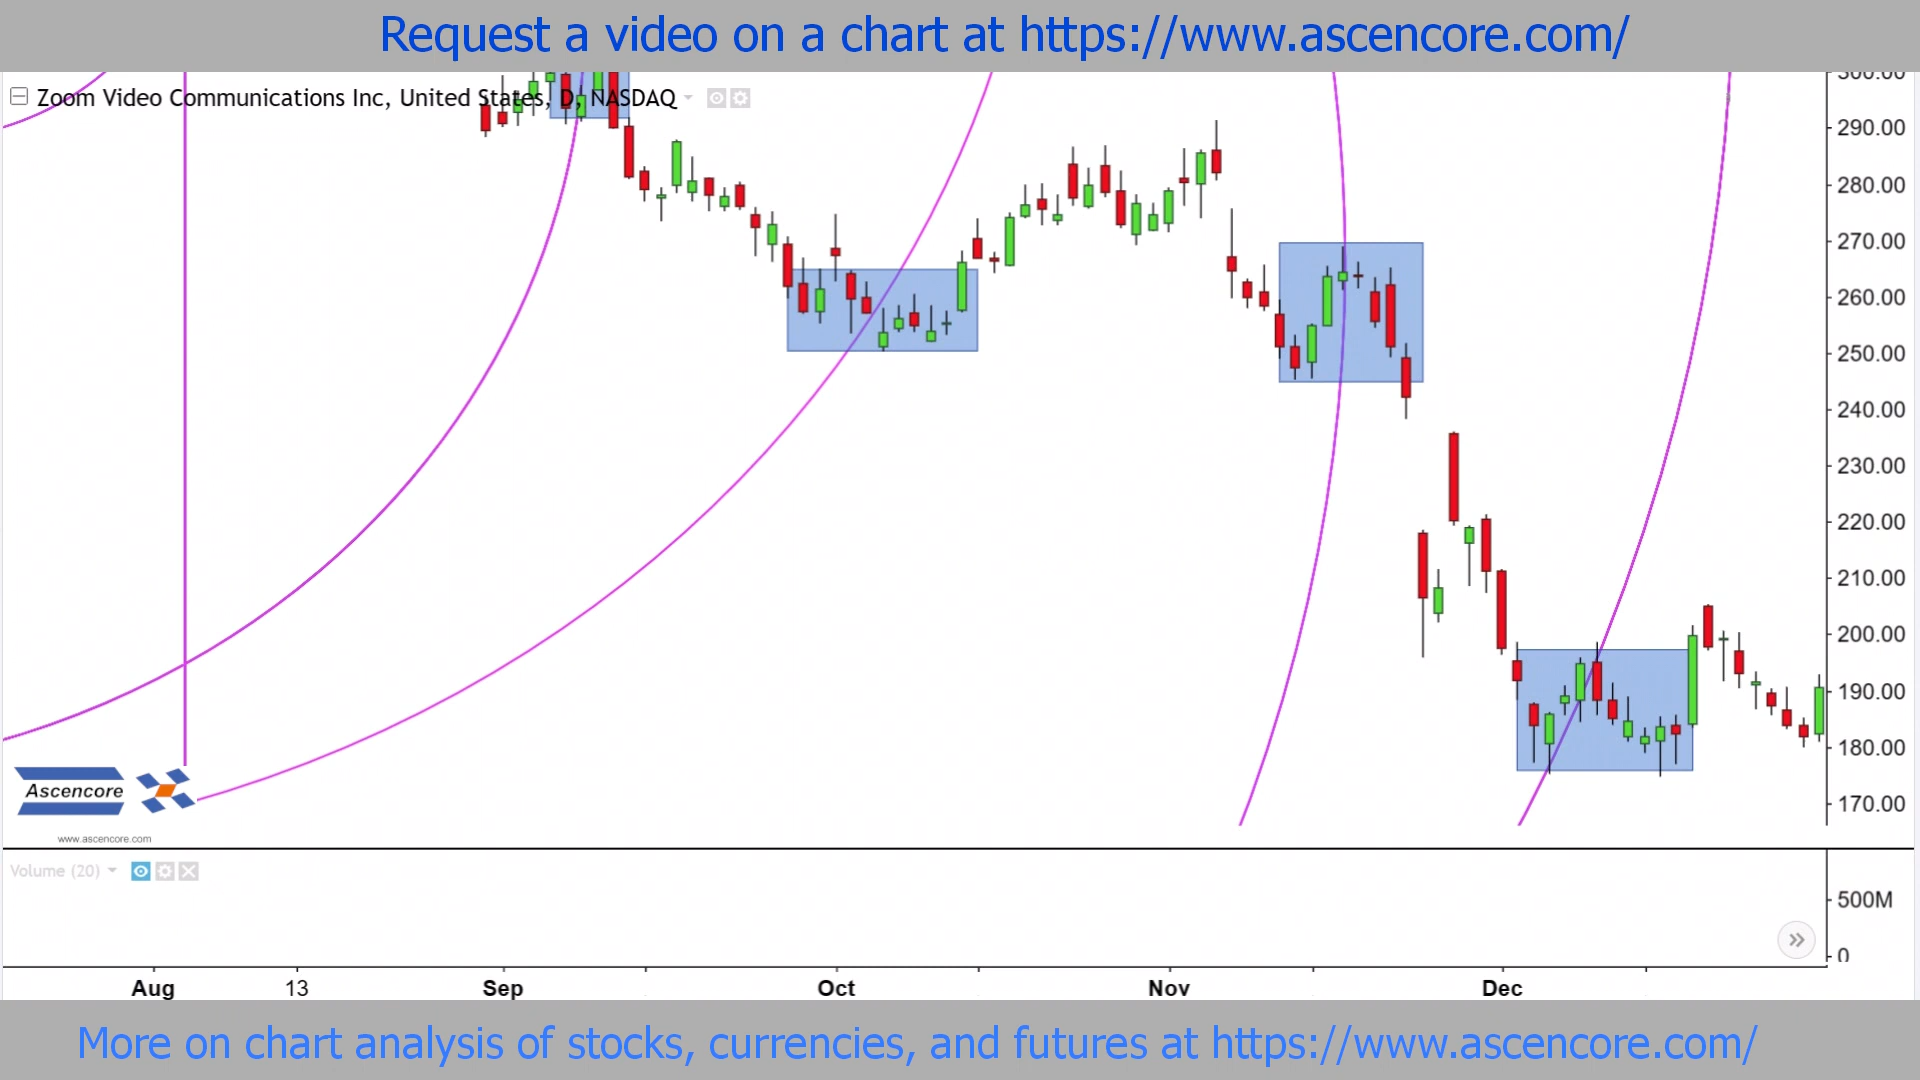 Request a video on a chart at https://www.ascencore.com/
Zoom Video Communications Inc, United States, D, NASDAQ
300.00
290.00
280.00
270.00
260.00
250.00
240.00
230.00
220.00
210.00
200.00
190.00
180.00
170.00
Ascencore
www.ascencore.com
Volume (20)
500M
0
Aug 13 Sep Oct Nov Dec
More on chart analysis of stocks, currencies, and futures at https://www.ascencore.com/